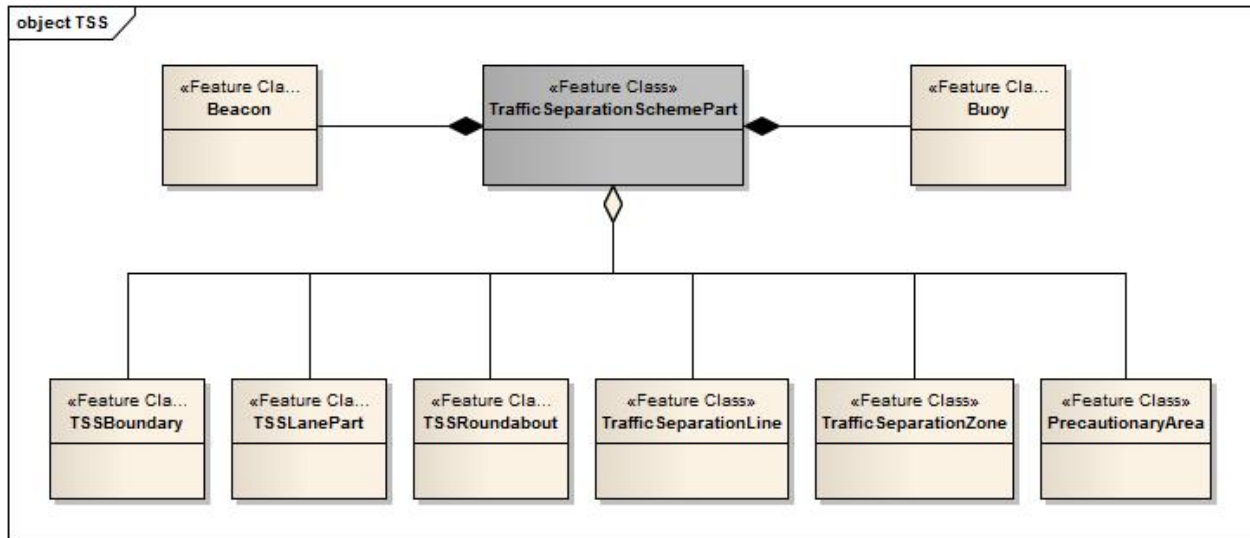 object TSS
«Feature Cla...
Beacon
«Feature Class»
TrafficSeparationSchemePart
«Feature Cla...
Buoy
«Feature Cla...
TSSBoundary
«Feature Cla...
TSSLanePart
«Feature Cla...
TSSRoundabout
«Feature Class»
TrafficSeparationLine
«Feature Class»
TrafficSeparationZone
«Feature Class»
PrecautionaryArea